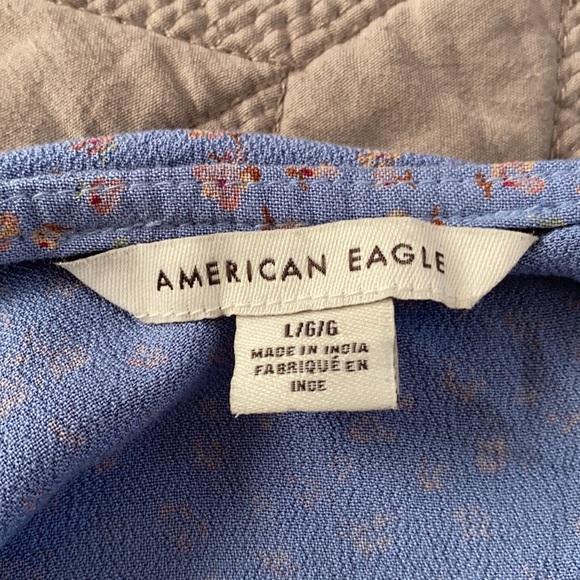 AMERICAN EAGLE
L/G/G
MADE IN INDIA
FABRIQUÉ EN
INDE